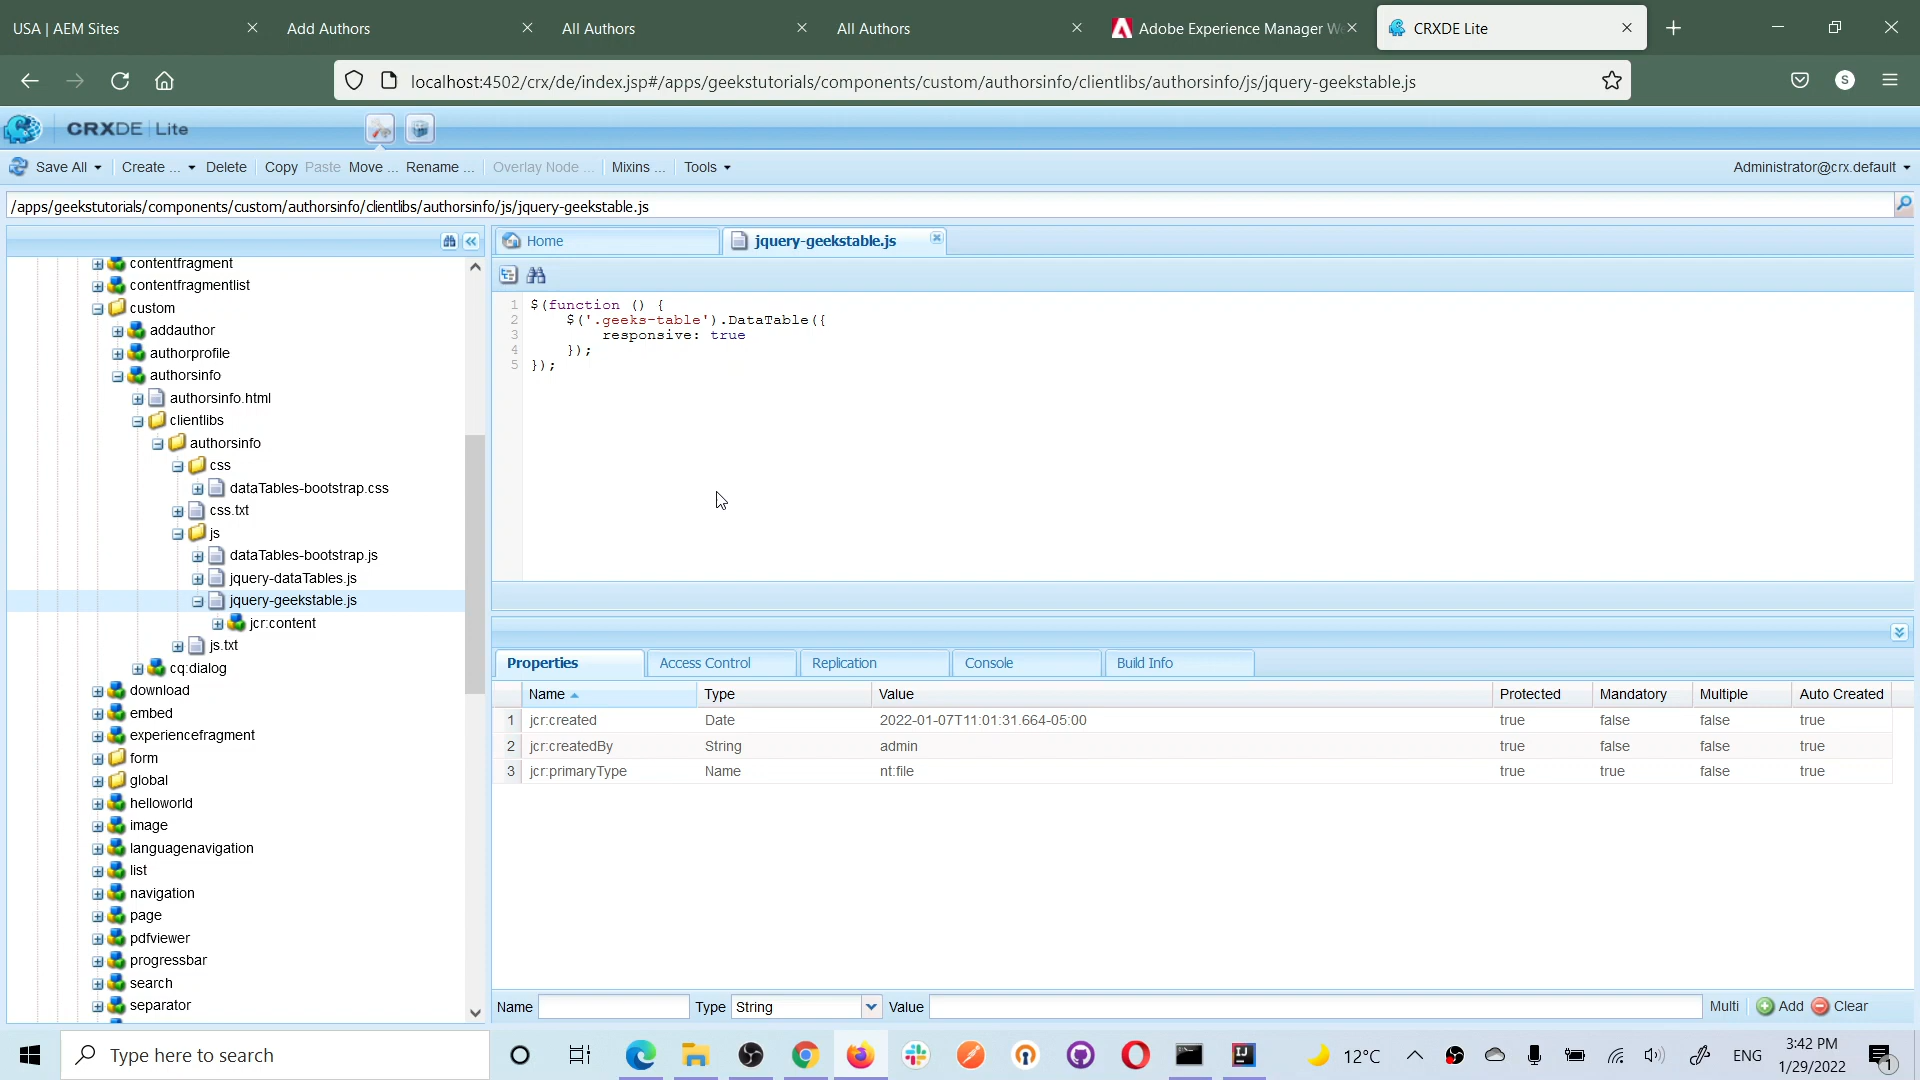 USA | AEM Sites
Add Authors
All Authors
All Authors
Adobe Experience Manager W
CRXDE Lite
localhost:4502/crx/de/index.jsp#/apps/geekstutorials/components/custom/authorsinfo/clientlibs/authorsinfo/js/jquery-geekstable.js
S
CRXDE | Lite
Save All Create ... Delete Copy Paste Move ... Rename ... Overlay Node ... Mixins ... Tools
Administrator@crx.default
/apps/geekstutorials/components/custom/authorsinfo/clientlibs/authorsinfo/js/jquery-geekstable.js
contentfragment
contentfragmentlist
custom
addauthor
authorprofile
authorsinfo
authorsinfo.html
clientlibs
authorsinfo
css
dataTables-bootstrap.css
css.txt
js
dataTables-bootstrap.js
jquery-dataTables.js
jquery-geekstable.js
jcr:content
js.txt
cq:dialog
download
embed
experiencefragment
form
global
helloworld
image
languagenavigation
list
navigation
page
pdfviewer
progressbar
search
separator
Home
jquery-geekstable.js
1 $(function () {
2 $('.geeks-table').DataTable({
3 responsive: true
4 });
5 });
Properties Access Control Replication Console Build Info
Name Type Value Protected Mandatory Multiple Auto Created
1 jcr:created Date 2022-01-07T11:01:31.664-05:00 true false false true
2 jcr:createdBy String admin true false false true
3 jcr:primaryType Name nt:file true true false true
Name Type String Value Multi Add Clear
Type here to search
12°C
ENG
3:42 PM
1/29/2022
1